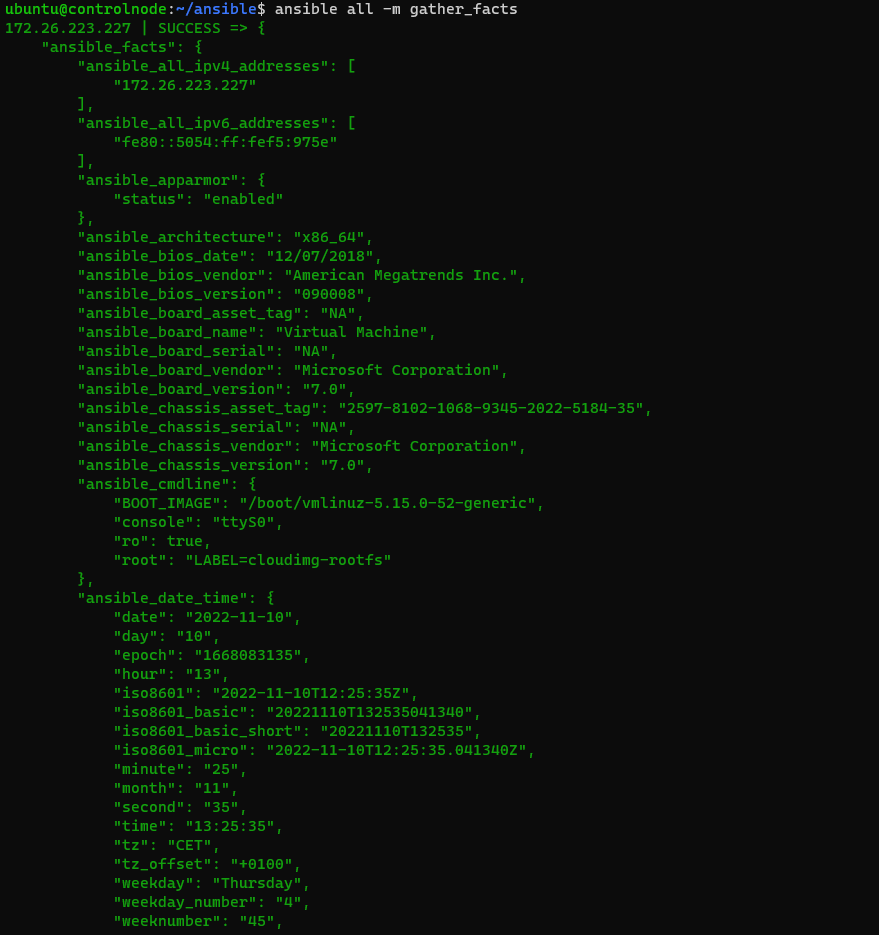 ubuntu@controlnode:~/ansible$ ansible all -m gather_facts
172.26.223.227 | SUCCESS => {
    "ansible_facts": {
        "ansible_all_ipv4_addresses": [
            "172.26.223.227"
        ],
        "ansible_all_ipv6_addresses": [
            "fe80::5054:ff:fef5:975e"
        ],
        "ansible_apparmor": {
            "status": "enabled"
        },
        "ansible_architecture": "x86_64",
        "ansible_bios_date": "12/07/2018",
        "ansible_bios_vendor": "American Megatrends Inc.",
        "ansible_bios_version": "090008",
        "ansible_board_asset_tag": "NA",
        "ansible_board_name": "Virtual Machine",
        "ansible_board_serial": "NA",
        "ansible_board_vendor": "Microsoft Corporation",
        "ansible_board_version": "7.0",
        "ansible_chassis_asset_tag": "2597-8102-1068-9345-2022-5184-35",
        "ansible_chassis_serial": "NA",
        "ansible_chassis_vendor": "Microsoft Corporation",
        "ansible_chassis_version": "7.0",
        "ansible_cmdline": {
            "BOOT_IMAGE": "/boot/vmlinuz-5.15.0-52-generic",
            "console": "ttyS0",
            "ro": true,
            "root": "LABEL=cloudimg-rootfs"
        },
        "ansible_date_time": {
            "date": "2022-11-10",
            "day": "10",
            "epoch": "1668083135",
            "hour": "13",
            "iso8601": "2022-11-10T12:25:35Z",
            "iso8601_basic": "20221110T132535041340",
            "iso8601_basic_short": "20221110T132535",
            "iso8601_micro": "2022-11-10T12:25:35.041340Z",
            "minute": "25",
            "month": "11",
            "second": "35",
            "time": "13:25:35",
            "tz": "CET",
            "tz_offset": "+0100",
            "weekday": "Thursday",
            "weekday_number": "4",
            "weeknumber": "45",